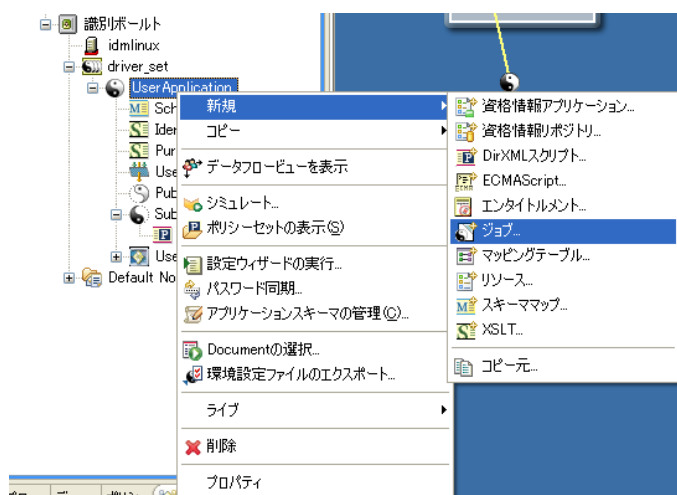 識別ボールト
idmlinux
driver_set
UserApplication
Sch
Iden
Pur
Use
Pub
Sub
Use
Default No
新規
コピー
データフロービューを表示
シミュレート...
ポリシーセットの表示(S)
設定ウィザードの実行...
パスワード同期...
アプリケーションスキーマの管理(C)...
Documentの選択...
環境設定ファイルのエクスポート...
ライブ
削除
プロパティ
資格情報アプリケーション...
資格情報リポジトリ...
DirXMLスクリプト...
ECMAScript...
エンタイトルメント...
ジョブ...
マッピングテーブル...
リソース...
スキーママップ...
XSLT...
コピー元...